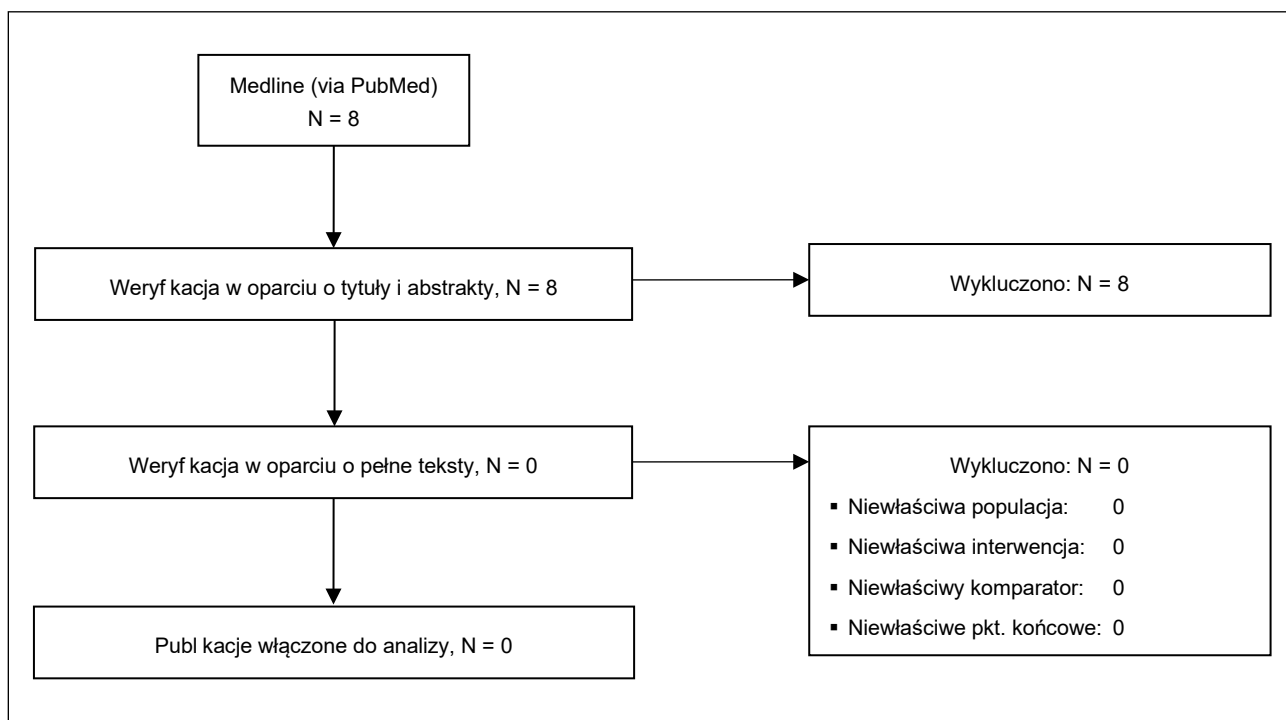 Medline (via PubMed)
N = 8
Weryf kacja w oparciu o tytuły i abstrakty, N = 8
Wykluczono: N = 8
Weryf kacja w oparciu o pełne teksty, N = 0
Wykluczono: N = 0
▪ Niewłaściwa populacja: 0
▪ Niewłaściwa interwencja: 0
▪ Niewłaściwy komparator: 0
▪ Niewłaściwe pkt. końcowe: 0
Publ kacje włączone do analizy, N = 0